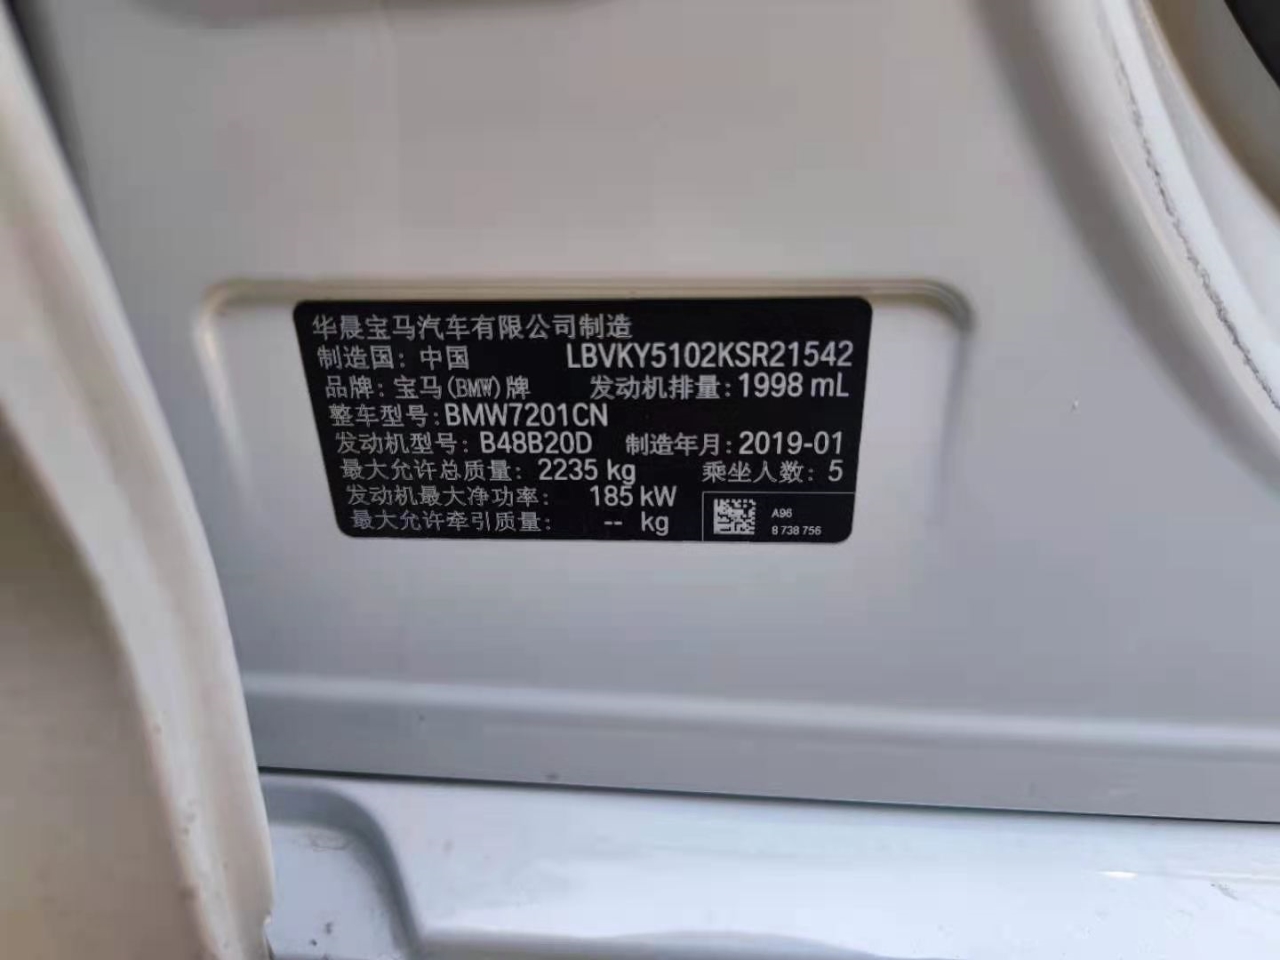 华晨宝马汽车有限公司制造
制造国：中国 LBVKY5102KSR21542
品牌：宝马(BMW)牌 发动机排量：1998 mL
整车型号：BMW7201CN
发动机型号：B48B20D 制造年月：2019-01
最大允许总质量：2235 kg 乘坐人数：5
发动机最大净功率：185 kW
最大允许牵引质量：-- kg
A96
8 738 756